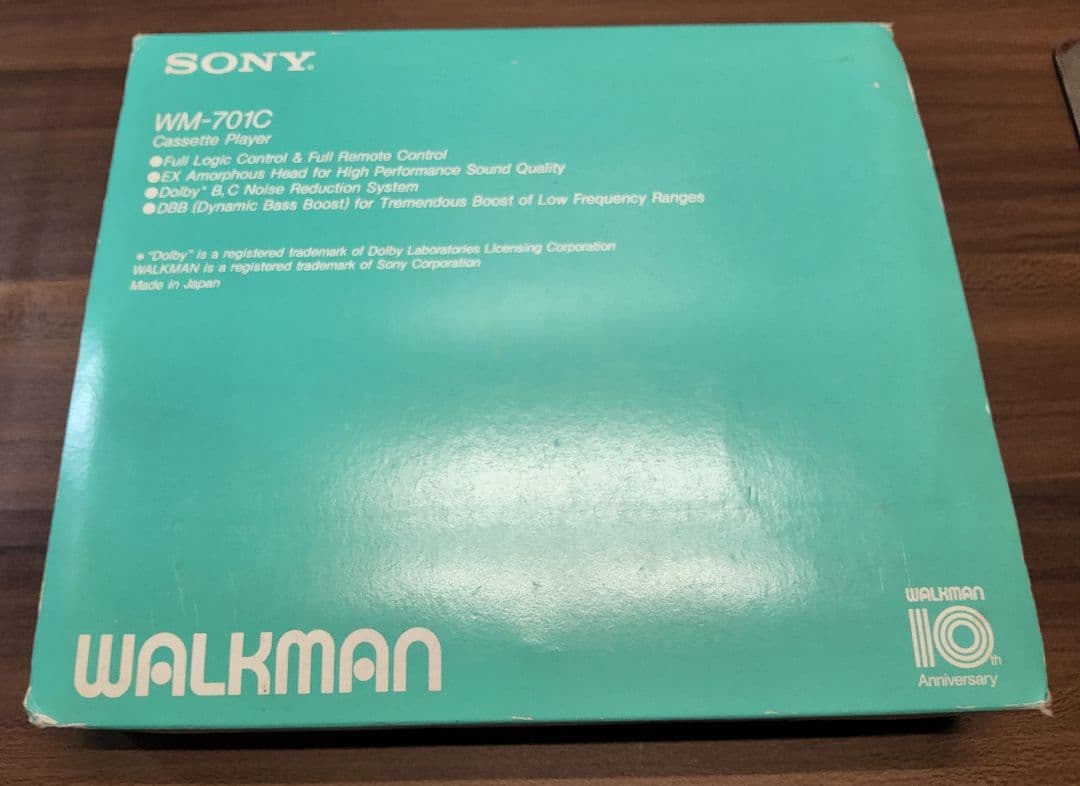 SONY®
WM-701C
Cassette Player
●Full Logic Control & Full Remote Control
●EX Amorphous Head for High Performance Sound Quality
●Dolby* B, C Noise Reduction System
●DBB (Dynamic Bass Boost) for Tremendous Boost of Low Frequency Ranges
* "Dolby" is a registered trademark of Dolby Laboratories Licensing Corporation
WALKMAN is a registered trademark of Sony Corporation
Made in Japan
WALKMAN
WALKMAN
10th
Anniversary